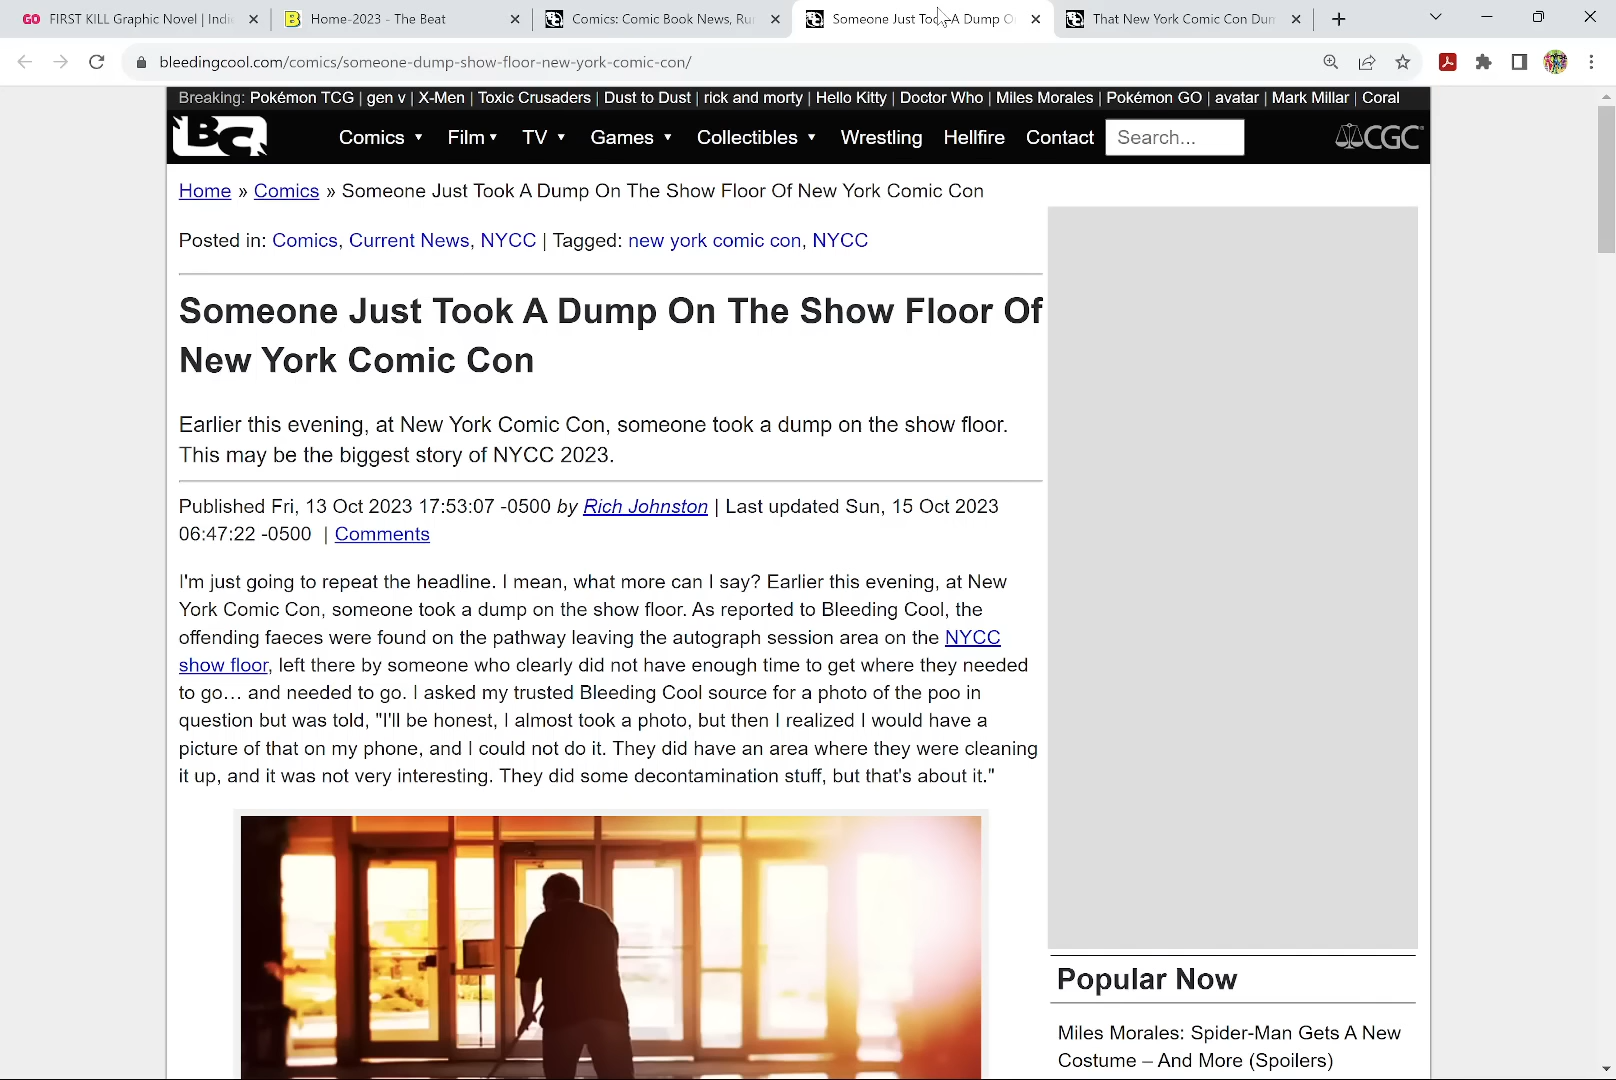 GO FIRST KILL Graphic Novel | Indi
Home-2023 - The Beat
Comics: Comic Book News, Ru
Someone Just Too A Dump O
That New York Comic Con Dum
bleedingcool.com/comics/someone-dump-show-floor-new-york-comic-con/
Breaking: Pokémon TCG | gen v | X-Men | Toxic Crusaders | Dust to Dust | rick and morty | Hello Kitty | Doctor Who | Miles Morales | Pokémon GO | avatar | Mark Millar | Coral
BC Comics Film TV Games Collectibles Wrestling Hellfire Contact Search... CGC
Home » Comics » Someone Just Took A Dump On The Show Floor Of New York Comic Con
Posted in: Comics, Current News, NYCC | Tagged: new york comic con, NYCC
Someone Just Took A Dump On The Show Floor Of
New York Comic Con
Earlier this evening, at New York Comic Con, someone took a dump on the show floor.
This may be the biggest story of NYCC 2023.
Published Fri, 13 Oct 2023 17:53:07 -0500 by Rich Johnston | Last updated Sun, 15 Oct 2023
06:47:22 -0500 | Comments
I'm just going to repeat the headline. I mean, what more can I say? Earlier this evening, at New
York Comic Con, someone took a dump on the show floor. As reported to Bleeding Cool, the
offending faeces were found on the pathway leaving the autograph session area on the NYCC
show floor, left there by someone who clearly did not have enough time to get where they needed
to go… and needed to go. I asked my trusted Bleeding Cool source for a photo of the poo in
question but was told, "I'll be honest, I almost took a photo, but then I realized I would have a
picture of that on my phone, and I could not do it. They did have an area where they were cleaning
it up, and it was not very interesting. They did some decontamination stuff, but that's about it."
Popular Now
Miles Morales: Spider-Man Gets A New
Costume – And More (Spoilers)